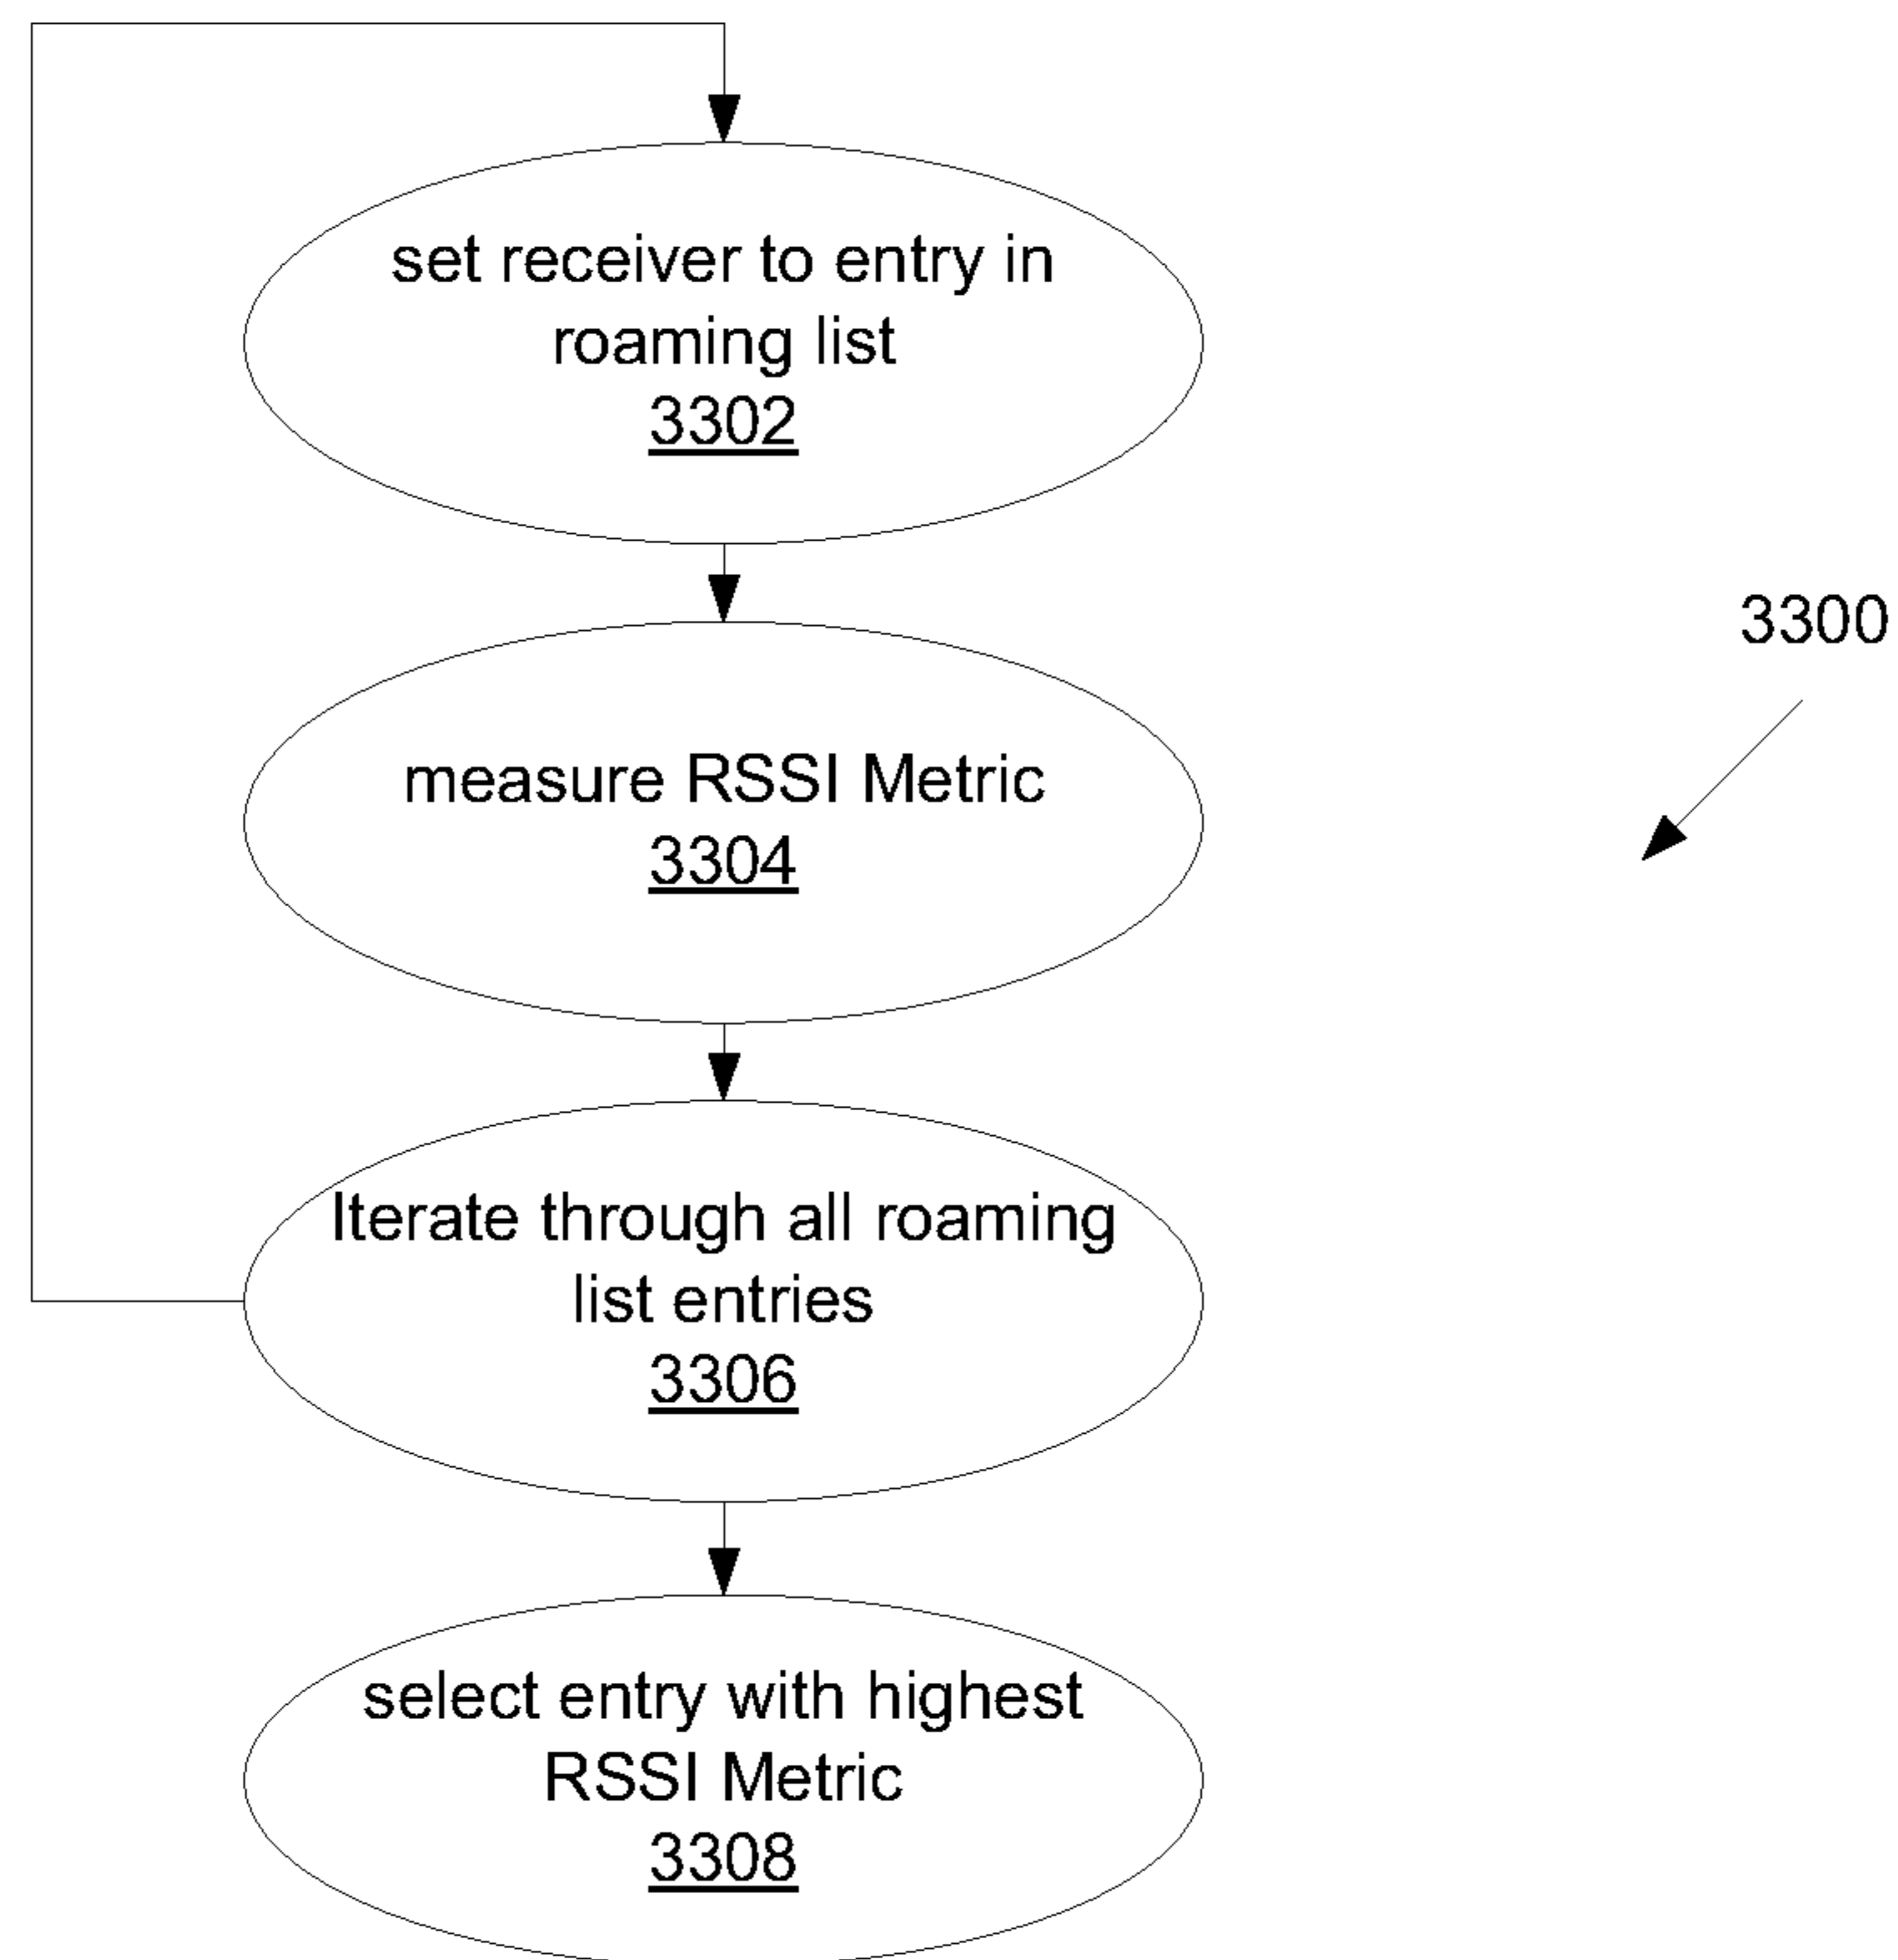 set receiver to entry in
roaming list
3302
3300
measure RSSI Metric
3304
Iterate through all roaming
list entries
3306
select entry with highest
RSSI Metric
3308